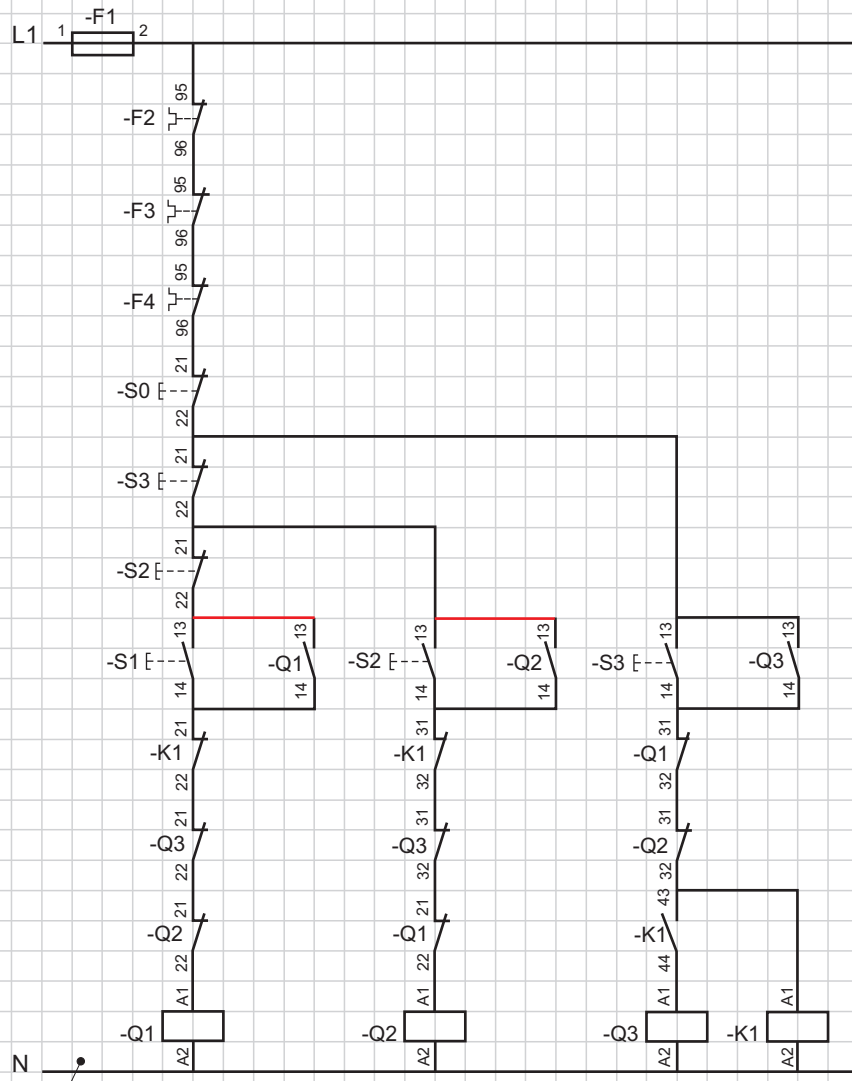 -F1
L1 1 2
95
-F2
96
95
-F3
96
95
-F4
96
21
-S0
22
21
-S3
22
21
-S2
22
13 13 13 13 13 13
-S1 -Q1 -S2 -Q2 -S3 -Q3
14 14 14 14 14 14
21 31 31
-K1 -K1 -Q1
22 32 32
21 31 31
-Q3 -Q3 -Q2
22 32 32
21 21 43
-Q2 -Q1 -K1
22 22 44
A1 A1 A1 A1
-Q1 -Q2 -Q3 -K1
A2 A2 A2 A2
N